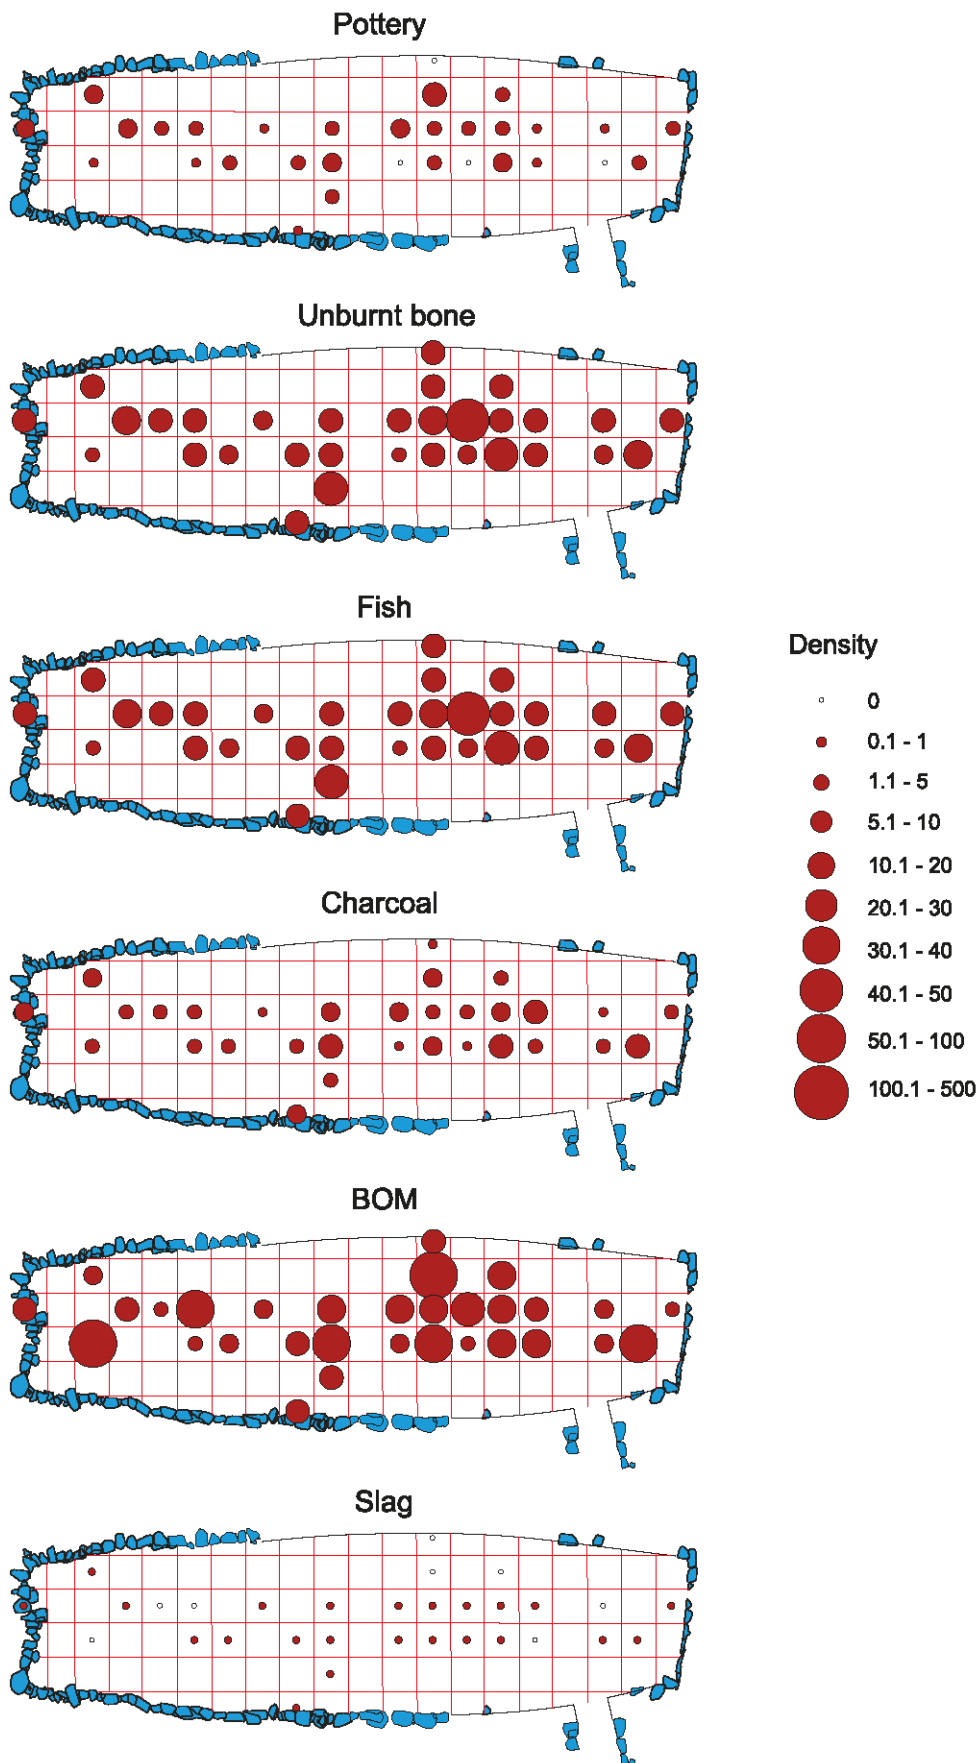 Pottery
Unburnt bone
Fish
Density
0
0.1 - 1
1.1 - 5
5.1 - 10
10.1 - 20
20.1 - 30
30.1 - 40
40.1 - 50
50.1 - 100
100.1 - 500
Charcoal
BOM
Slag